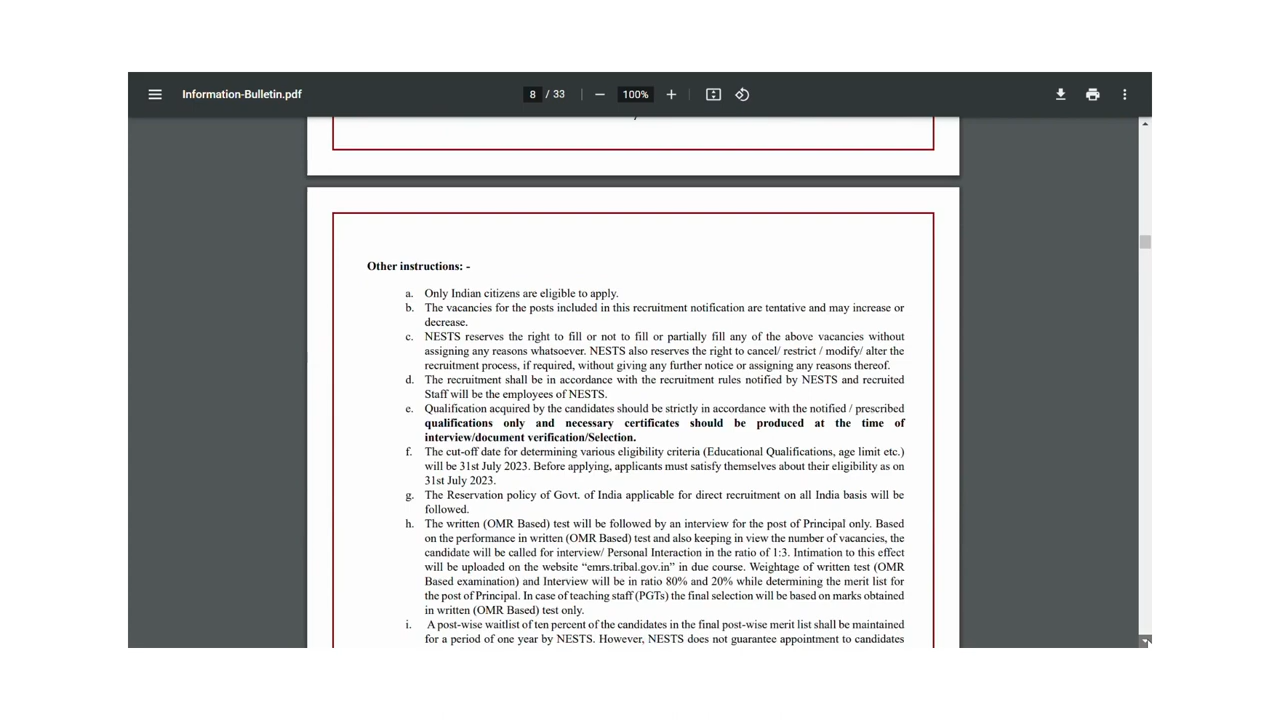 Information-Bulletin.pdf
8 / 33
100%
Other instructions: -
a. Only Indian citizens are eligible to apply.
b. The vacancies for the posts included in this recruitment notification are tentative and may increase or
decrease.
c. NESTS reserves the right to fill or not to fill or partially fill any of the above vacancies without
assigning any reasons whatsoever. NESTS also reserves the right to cancel/ restrict / modify/ alter the
recruitment process, if required, without giving any further notice or assigning any reasons thereof.
d. The recruitment shall be in accordance with the recruitment rules notified by NESTS and recruited
Staff will be the employees of NESTS.
e. Qualification acquired by the candidates should be strictly in accordance with the notified / prescribed
qualifications only and necessary certificates should be produced at the time of
interview/document verification/Selection.
f. The cut-off date for determining various eligibility criteria (Educational Qualifications, age limit etc.)
will be 31st July 2023. Before applying, applicants must satisfy themselves about their eligibility as on
31st July 2023.
g. The Reservation policy of Govt. of India applicable for direct recruitment on all India basis will be
followed.
h. The written (OMR Based) test will be followed by an interview for the post of Principal only. Based
on the performance in written (OMR Based) test and also keeping in view the number of vacancies, the
candidate will be called for interview/ Personal Interaction in the ratio of 1:3. Intimation to this effect
will be uploaded on the website “emrs.tribal.gov.in” in due course. Weightage of written test (OMR
Based examination) and Interview will be in ratio 80% and 20% while determining the merit list for
the post of Principal. In case of teaching staff (PGTs) the final selection will be based on marks obtained
in written (OMR Based) test only.
i. A post-wise waitlist of ten percent of the candidates in the final post-wise merit list shall be maintained
for a period of one year by NESTS. However, NESTS does not guarantee appointment to candidates